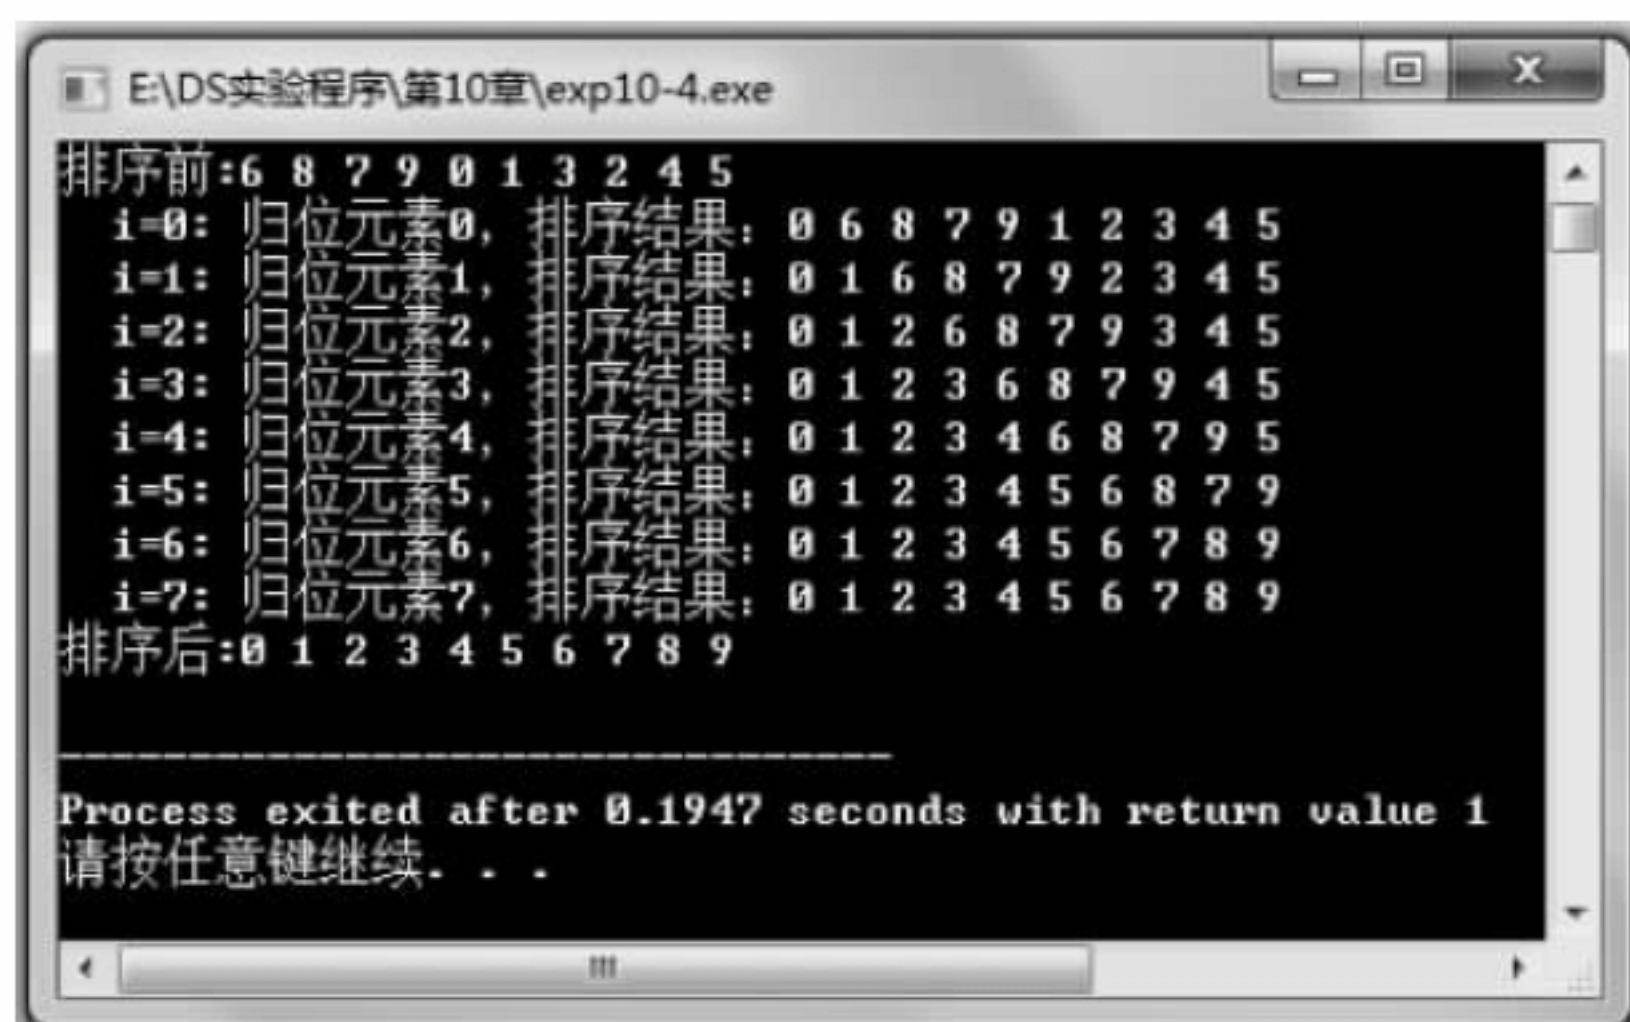 E:\DS实验程序\第10章\exp10-4.exe
排序前:6 8 7 9 0 1 3 2 4 5
i=0: 归位元素0, 排序结果: 0 6 8 7 9 1 2 3 4 5
i=1: 归位元素1, 排序结果: 0 1 6 8 7 9 2 3 4 5
i=2: 归位元素2, 排序结果: 0 1 2 6 8 7 9 3 4 5
i=3: 归位元素3, 排序结果: 0 1 2 3 6 8 7 9 4 5
i=4: 归位元素4, 排序结果: 0 1 2 3 4 6 8 7 9 5
i=5: 归位元素5, 排序结果: 0 1 2 3 4 5 6 8 7 9
i=6: 归位元素6, 排序结果: 0 1 2 3 4 5 6 7 8 9
i=7: 归位元素7, 排序结果: 0 1 2 3 4 5 6 7 8 9
排序后:0 1 2 3 4 5 6 7 8 9
--------------------------------
Process exited after 0.1947 seconds with return value 1
请按任意键继续. . .